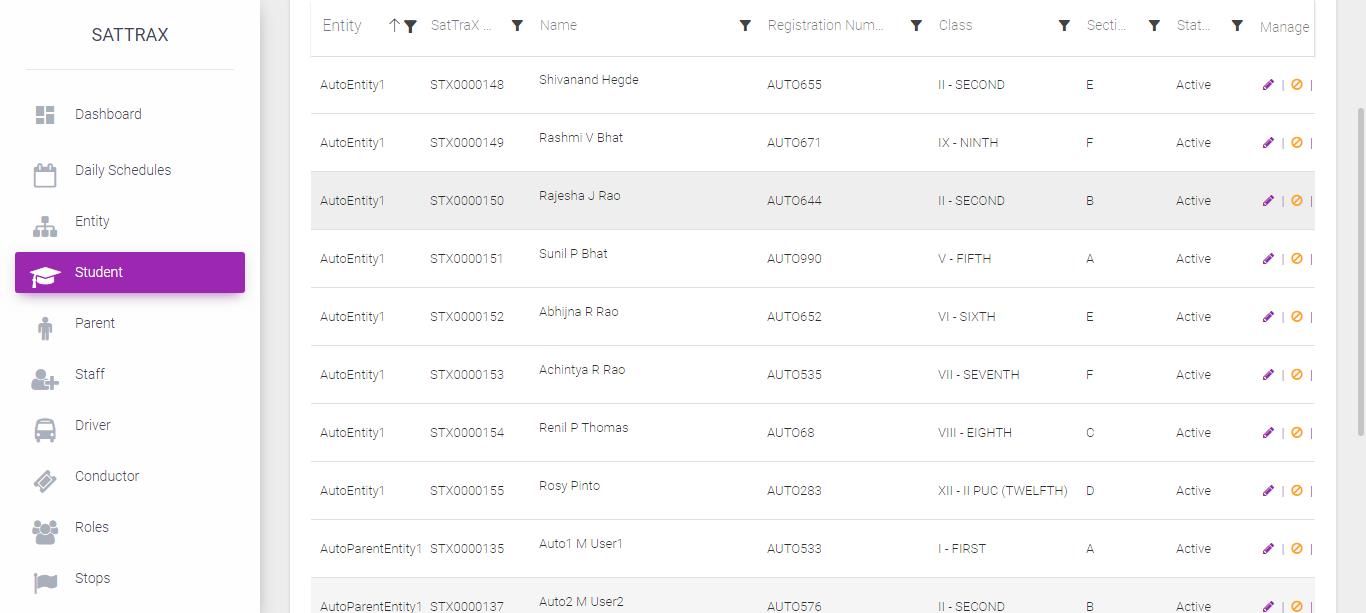 SATTRAX
Dashboard
Daily Schedules
Entity
Student
Parent
Staff
Driver
Conductor
Roles
Stops
Entity SatTraX ... Name Registration Num... Class Secti... Stat... Manage
AutoEntity1 STX0000148 Shivanand Hegde AUTO655 II - SECOND E Active | |
AutoEntity1 STX0000149 Rashmi V Bhat AUTO671 IX - NINTH F Active | |
AutoEntity1 STX0000150 Rajesha J Rao AUTO644 II - SECOND B Active | |
AutoEntity1 STX0000151 Sunil P Bhat AUTO990 V - FIFTH A Active | |
AutoEntity1 STX0000152 Abhijna R Rao AUTO652 VI - SIXTH E Active | |
AutoEntity1 STX0000153 Achintya R Rao AUTO535 VII - SEVENTH F Active | |
AutoEntity1 STX0000154 Renil P Thomas AUTO68 VIII - EIGHTH C Active | |
AutoEntity1 STX0000155 Rosy Pinto AUTO283 XII - II PUC (TWELFTH) D Active | |
AutoParentEntity1 STX0000135 Auto1 M User1 AUTO533 I - FIRST A Active | |
AutoParentEntity1 STX0000137 Auto2 M User2 AUTO576 II - SECOND B Active | |